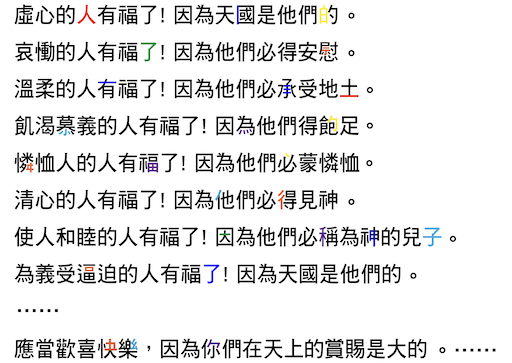 虛心的人有福了! 因為天國是他們的。
哀慟的人有福了! 因為他們必得安慰。
溫柔的人有福了! 因為他們必承受地土。
飢渴慕義的人有福了! 因為他們得飽足。
憐恤人的人有福了! 因為他們必蒙憐恤。
清心的人有福了! 因為他們必得見神。
使人和睦的人有福了! 因為他們必稱為神的兒子。
為義受逼迫的人有福了! 因為天國是他們的。
……
應當歡喜快樂，因為你們在天上的賞賜是大的。……